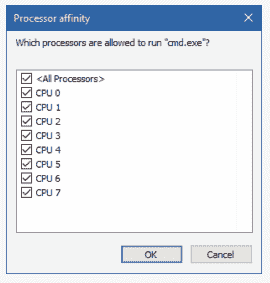 Processor affinity
Which processors are allowed to run "cmd.exe"?
<All Processors>
CPU 0
CPU 1
CPU 2
CPU 3
CPU 4
CPU 5
CPU 6
CPU 7
OK
Cancel